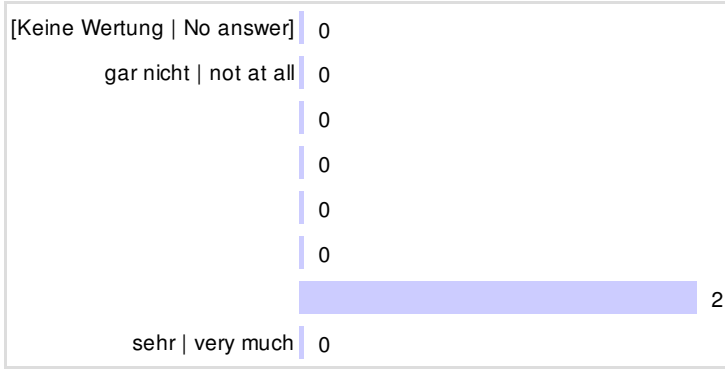 [Keine Wertung | No answer] 0
gar nicht | not at all 0
0
0
0
0
2
sehr | very much 0